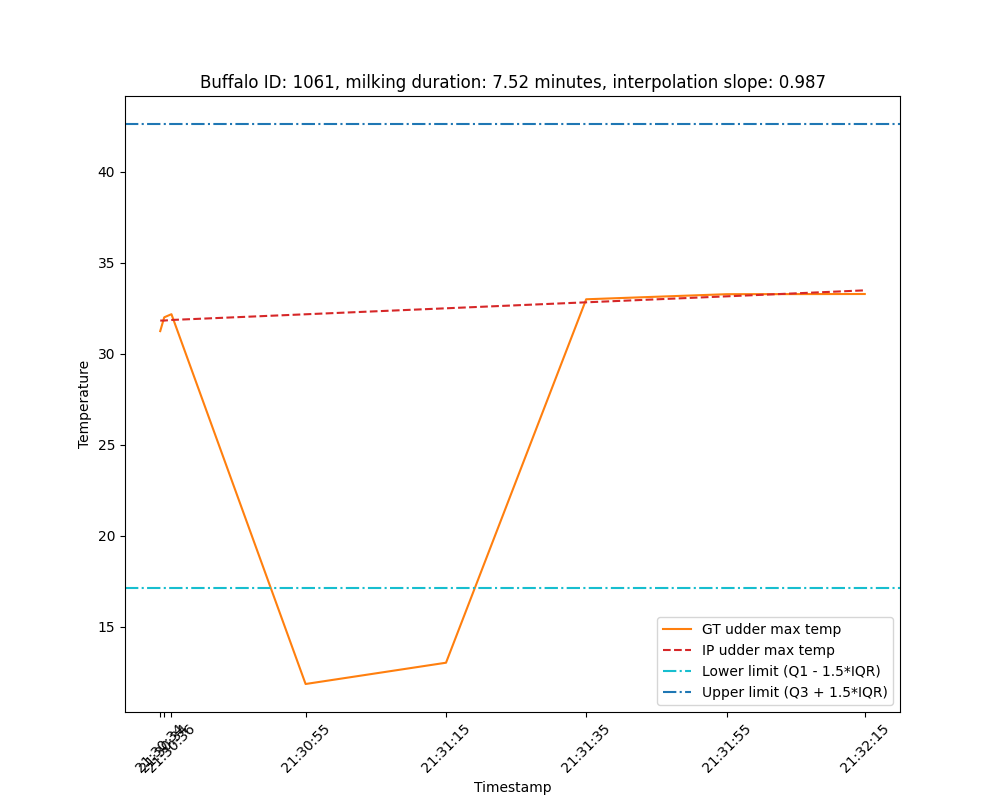 Buffalo ID: 1061, milking duration: 7.52 minutes, interpolation slope: 0.987
40
35
30
25
20
15
Temperature
GT udder max temp
IP udder max temp
Lower limit (Q1 - 1.5*IQR)
Upper limit (Q3 + 1.5*IQR)
21:30:36
21:30:55
21:31:15
21:31:35
21:31:55
21:32:15
Timestamp